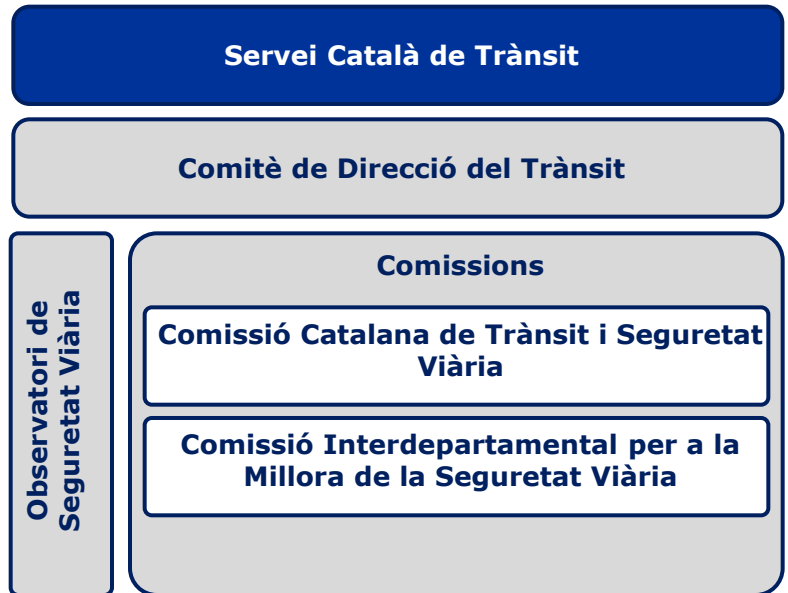 Servei Català de Trànsit
Comitè de Direcció del Trànsit
Observatori de
Seguretat Viària
Comissions
Comissió Catalana de Trànsit i Seguretat
Viària
Comissió Interdepartamental per a la
Millora de la Seguretat Viària